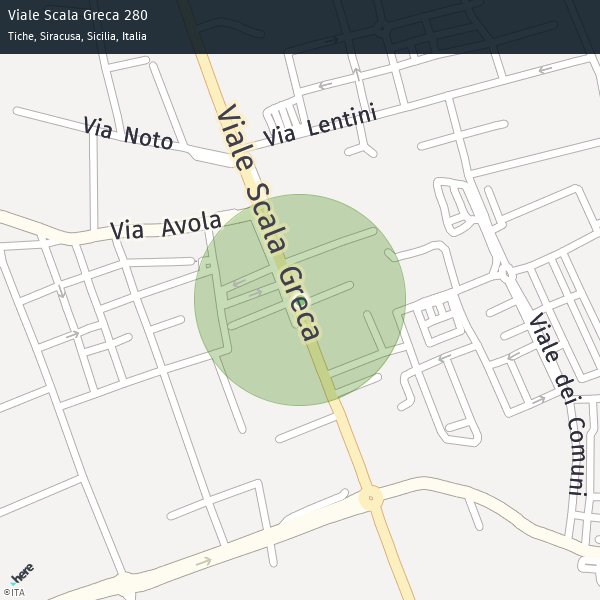 Viale Scala Greca 280
Tiche, Siracusa, Sicilia, Italia
Via Noto
Via Lentini
Viale Scala Greca
Via Avola
Viale dei Comuni
here
©ITA